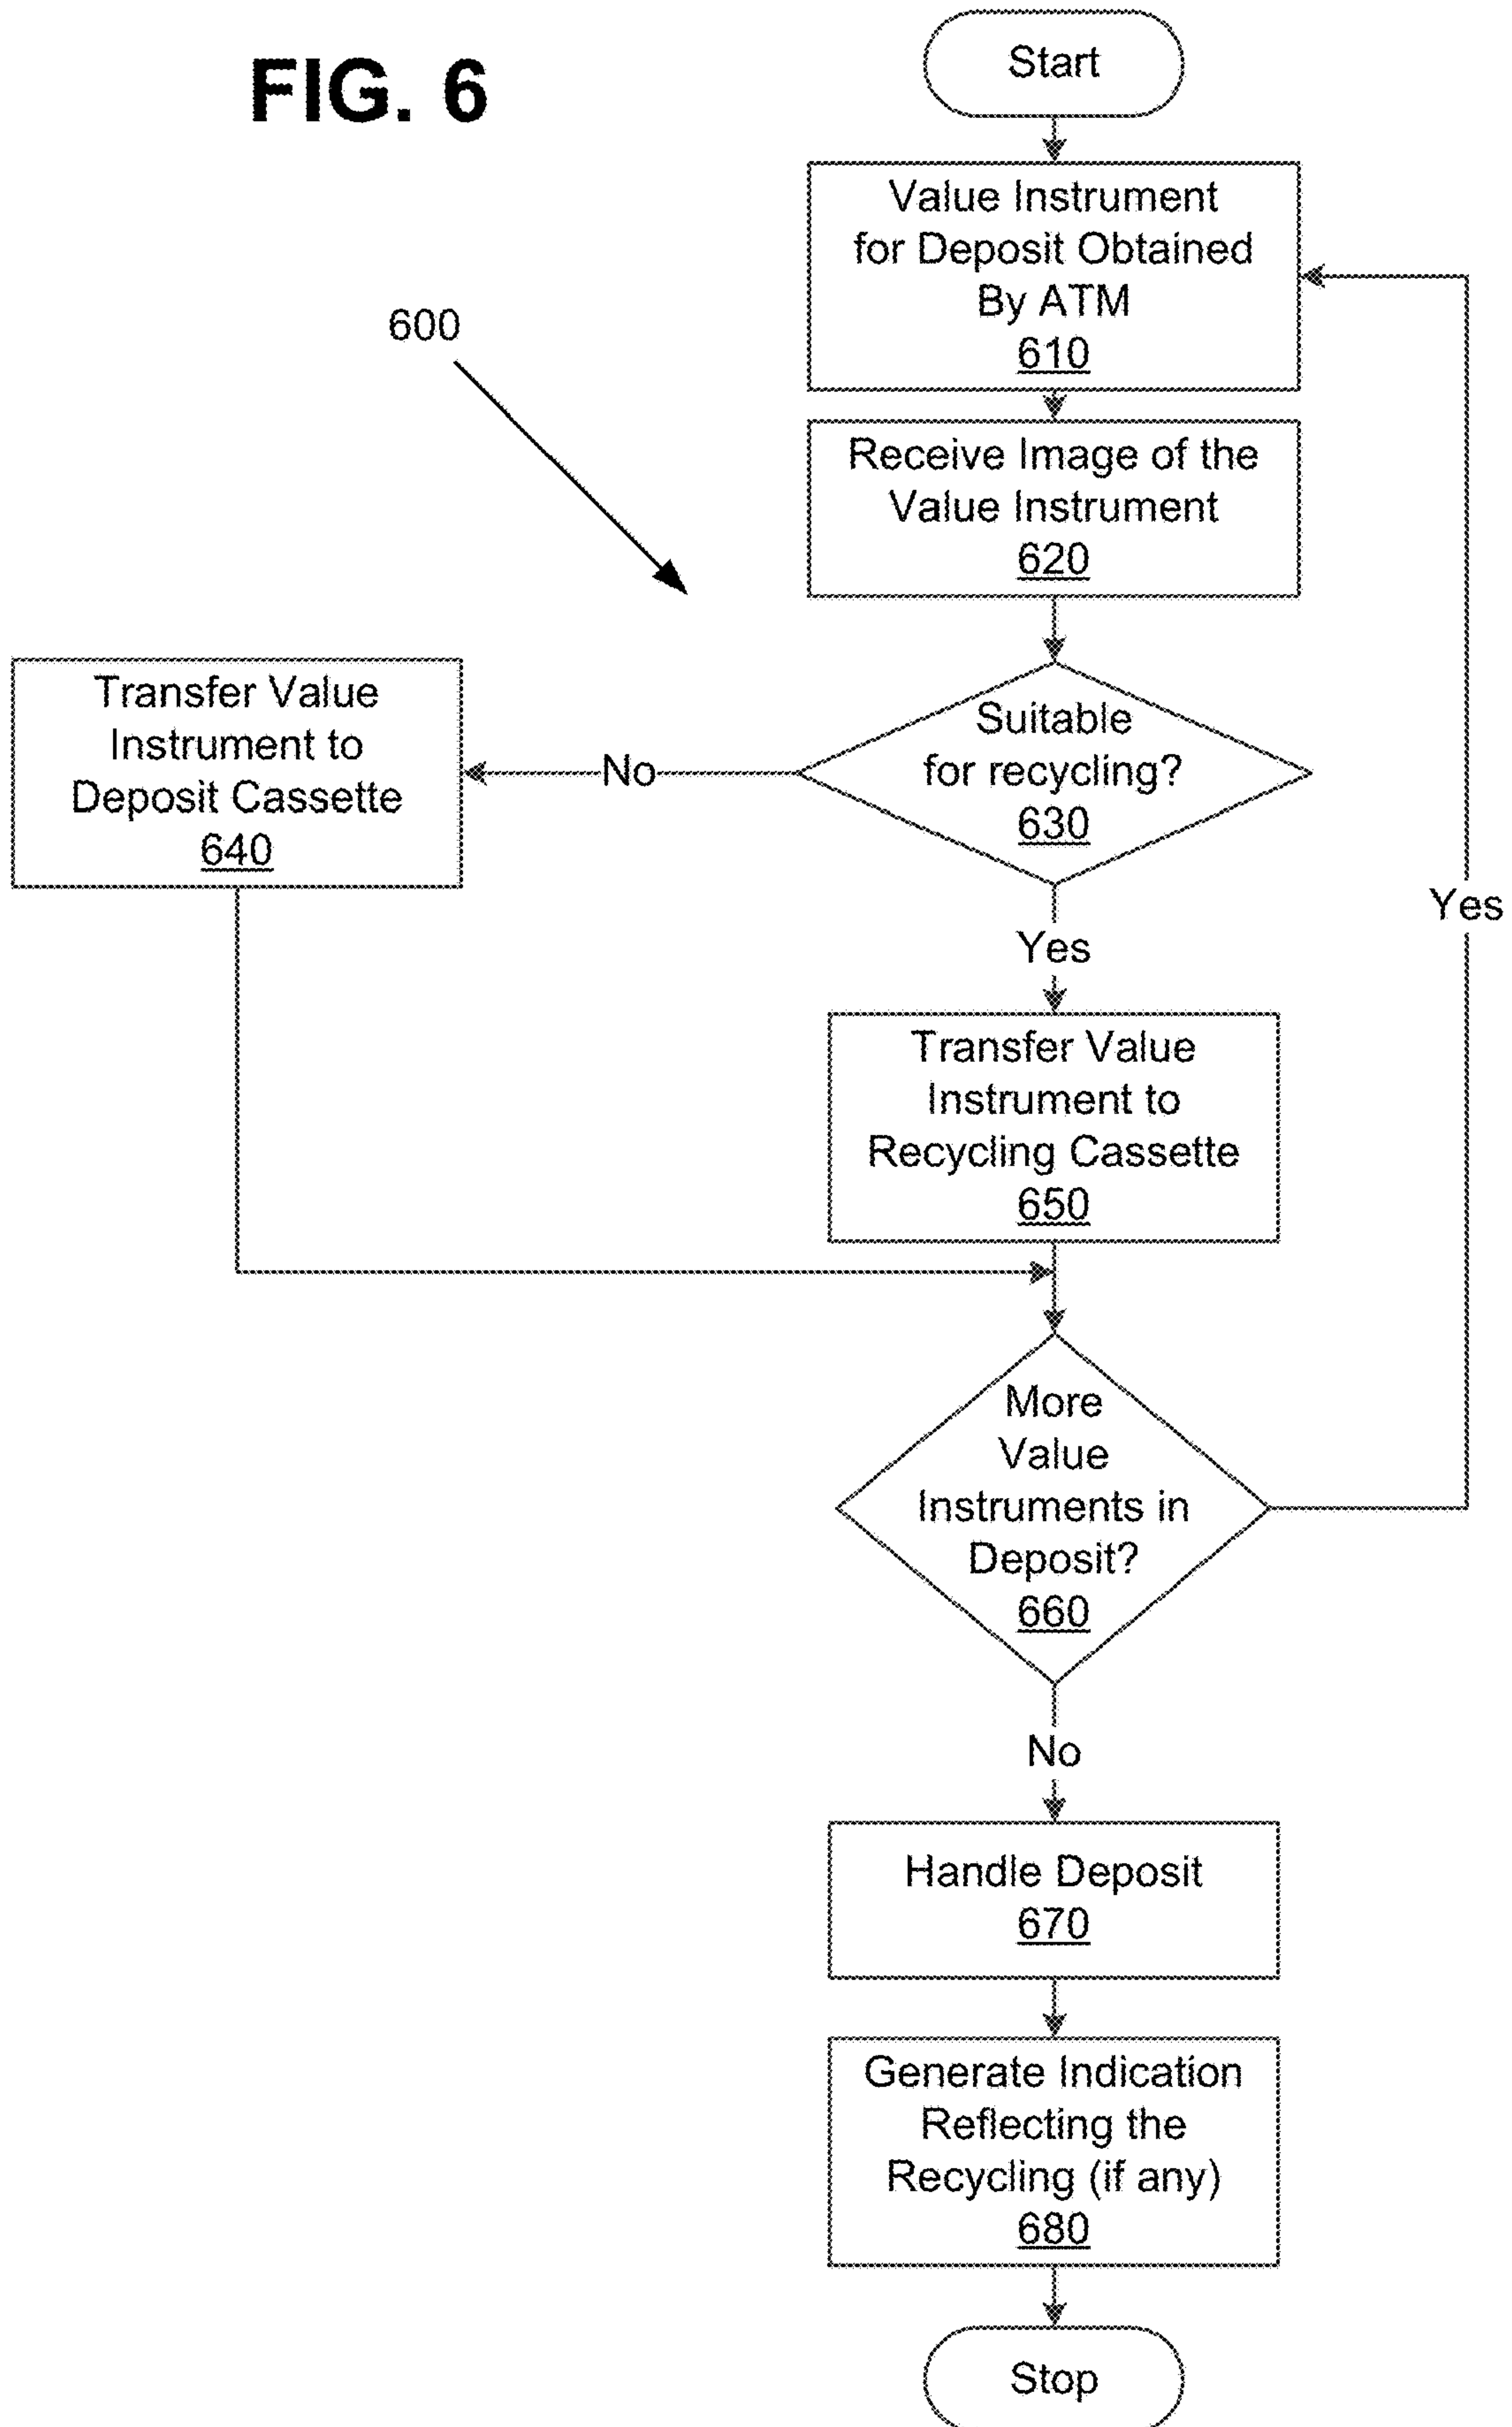 FIG. 6
Start
Value Instrument
for Deposit Obtained
By ATM
610
600
Receive Image of the
Value Instrument
620
Suitable
for recycling?
630
No
Transfer Value
Instrument to
Deposit Cassette
640
Yes
Yes
Transfer Value
Instrument to
Recycling Cassette
650
More
Value
Instruments in
Deposit?
660
No
Handle Deposit
670
Generate Indication
Reflecting the
Recycling (if any)
680
Stop